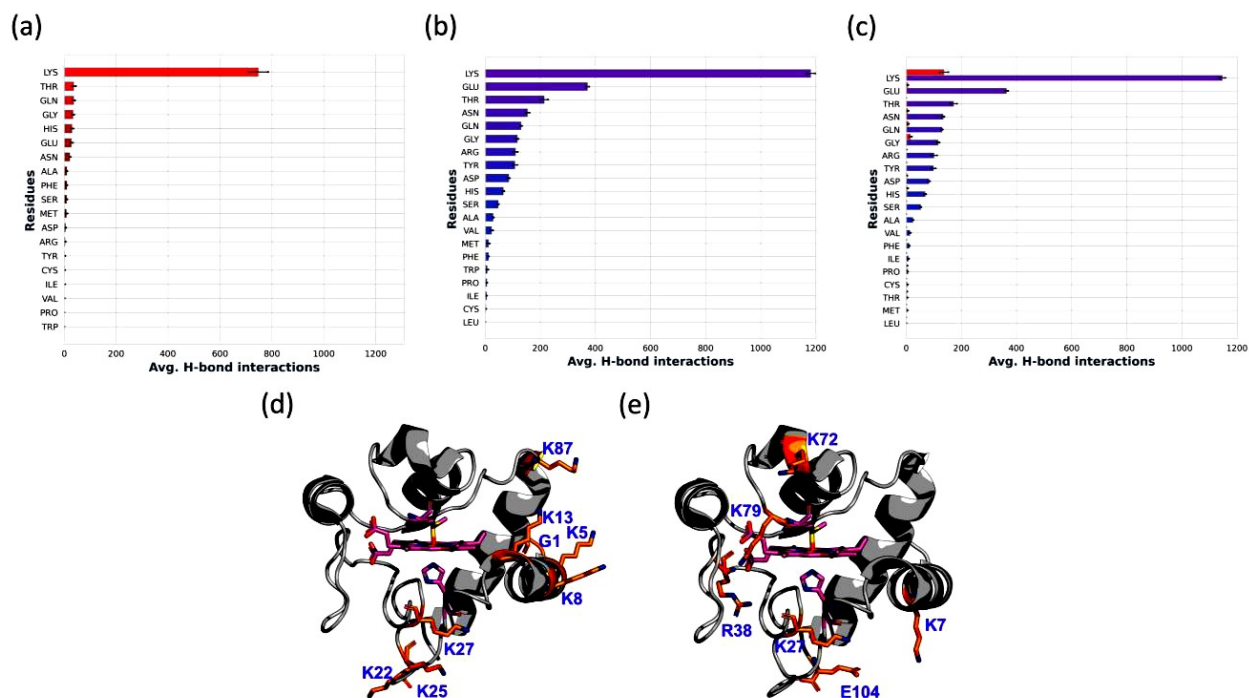 (a)
Residues
LYS
THR
GLN
GLY
HIS
GLU
ASN
ALA
PHE
SER
MET
ASP
ARG
TYR
CYS
ILE
VAL
PRO
TRP
0 200 400 600 800 1000 1200
Avg. H-bond interactions
(b)
Residues
LYS
GLU
THR
ASN
GLN
GLY
ARG
TYR
ASP
HIS
SER
ALA
VAL
MET
PHE
TRP
PRO
ILE
CYS
LEU
0 200 400 600 800 1000 1200
Avg. H-bond interactions
(c)
Residues
LYS
GLU
THR
ASN
GLN
GLY
ARG
TYR
ASP
HIS
SER
ALA
VAL
PHE
ILE
PRO
CYS
THR
MET
LEU
0 200 400 600 800 1000 1200
Avg. H-bond interactions
(d)
K87
K13
G1
K5
K8
K27
K22
K25
(e)
K72
K79
R38
K27
K7
E104